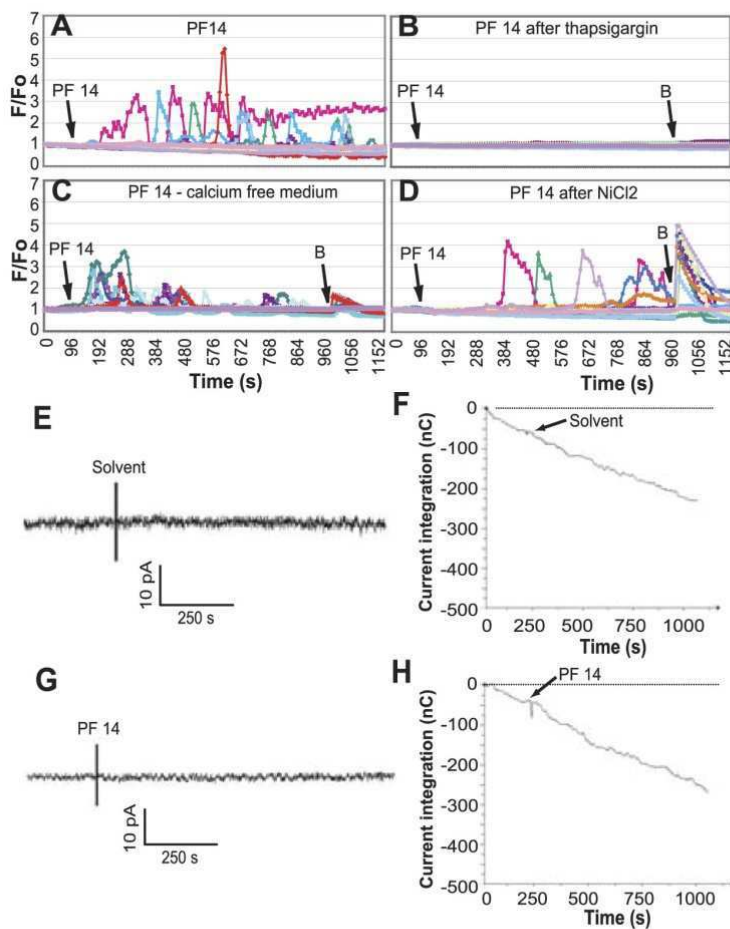 A
PF14
7
6
5
4
3
2
1
0
F/Fo
PF 14
B
PF 14 after thapsigargin
PF 14
B
C
PF 14 - calcium free medium
7
6
5
4
3
2
1
0
F/Fo
PF 14
B
D
PF 14 after NiCl2
PF 14
B
0 96 192 288 384 480 576 672 768 864 960 1056 1152
Time (s)
0 96 192 288 384 480 576 672 768 864 960 1056 1152
Time (s)
E
Solvent
10 pA
250 s
F
0
-100
-200
-300
-400
-500
Current integration (nC)
Solvent
0 250 500 750 1000
Time (s)
G
PF 14
10 pA
250 s
H
0
-100
-200
-300
-400
-500
Current integration (nC)
PF 14
0 250 500 750 1000
Time (s)